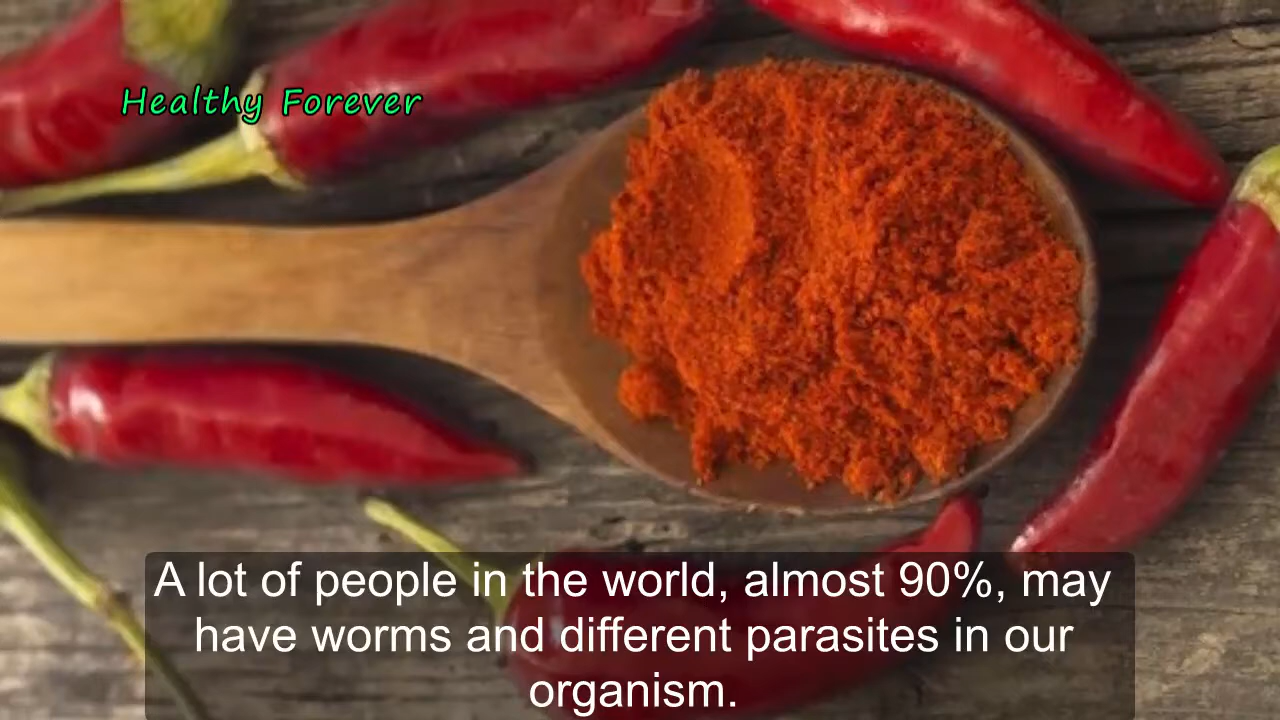 Healthy Forever
A lot of people in the world, almost 90%, may
have worms and different parasites in our
organism.